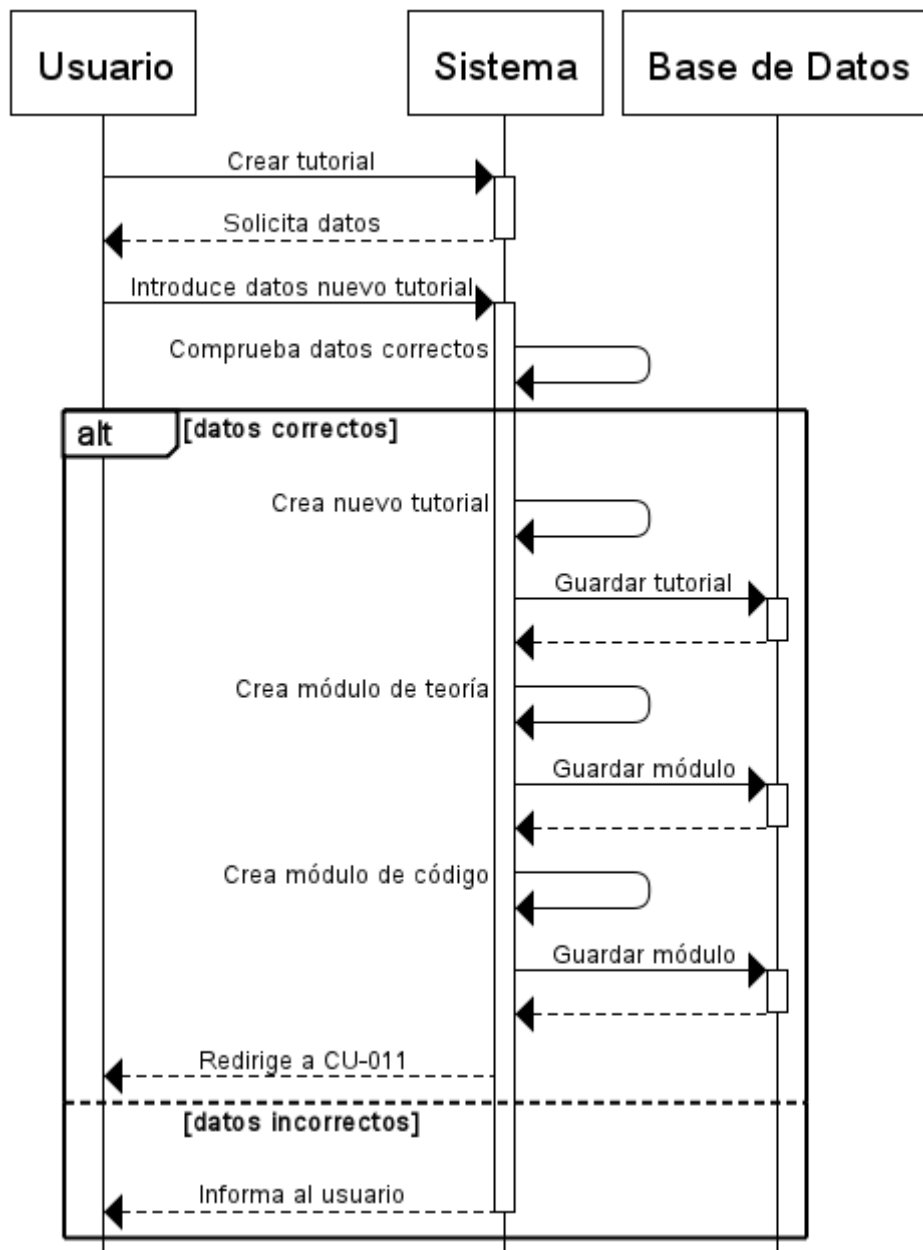 Usuario
Sistema
Base de Datos
Crear tutorial
Solicita datos
Introduce datos nuevo tutorial
Comprueba datos correctos
alt
[datos correctos]
Crea nuevo tutorial
Guardar tutorial
Crea módulo de teoría
Guardar módulo
Crea módulo de código
Guardar módulo
Redirige a CU-011
[datos incorrectos]
Informa al usuario